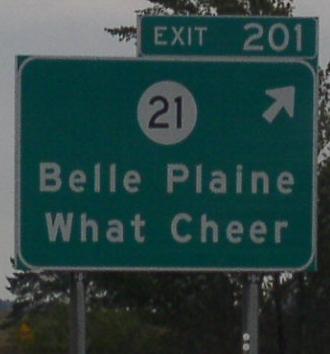 EXIT 201
21
Belle Plaine
What Cheer